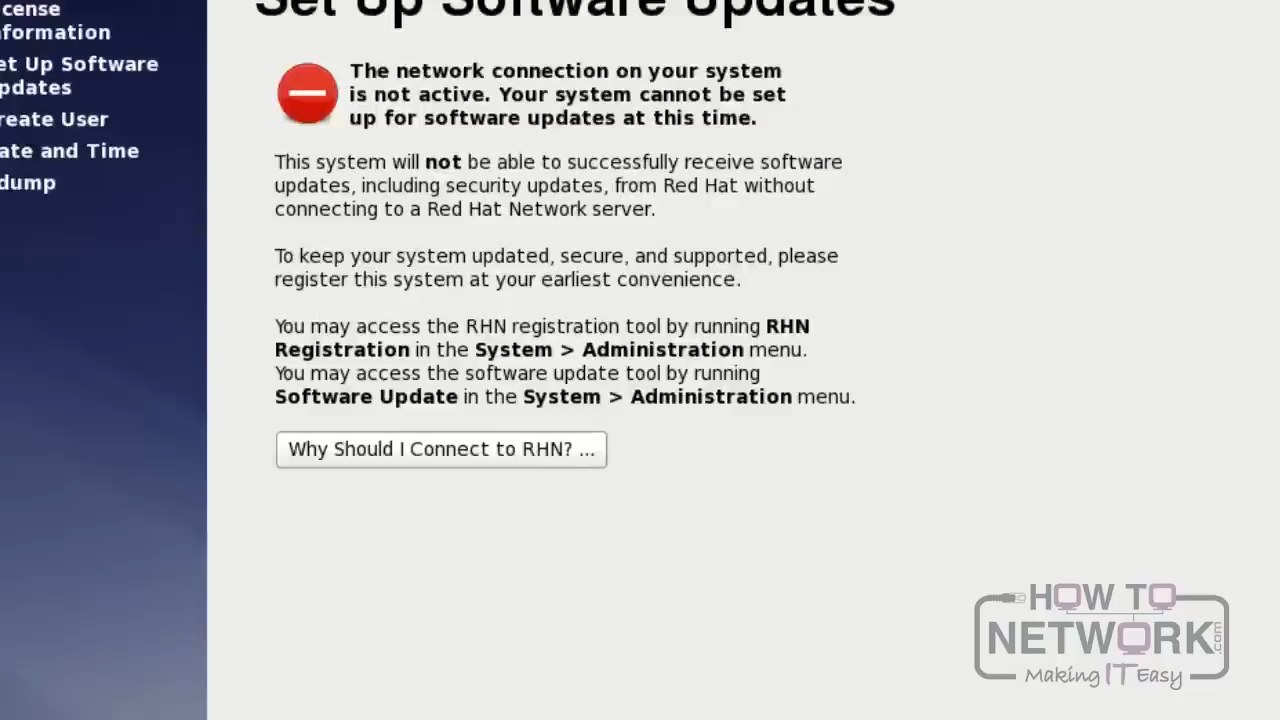 Set Up Software Updates
cense
nformation
et Up Software
pdates
reate User
ate and Time
dump
The network connection on your system
is not active. Your system cannot be set
up for software updates at this time.
This system will not be able to successfully receive software
updates, including security updates, from Red Hat without
connecting to a Red Hat Network server.
To keep your system updated, secure, and supported, please
register this system at your earliest convenience.
You may access the RHN registration tool by running RHN
Registration in the System > Administration menu.
You may access the software update tool by running
Software Update in the System > Administration menu.
Why Should I Connect to RHN? ...
HOW TO
NETWORK.com
Making IT Easy